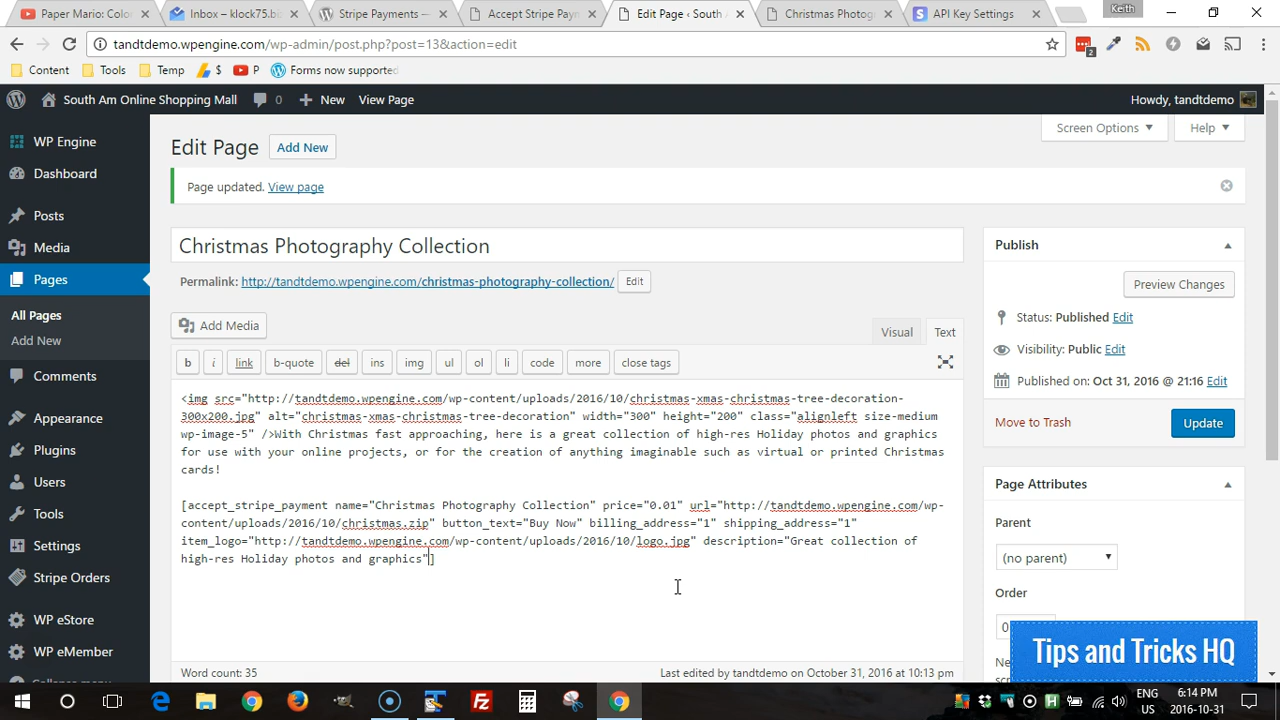 Paper Mario: Colo
Inbox – klock75.bi
Stripe Payments —
Accept Stripe Paym
Edit Page ‹ South A
Christmas Photog
API Key Settings
Keith
tandtdemo.wpengine.com/wp-admin/post.php?post=13&action=edit
2
Content
Tools
Temp
$
P
Forms now supported
South Am Online Shopping Mall
0
New
View Page
Howdy, tandtdemo
WP Engine
Dashboard
Posts
Media
Pages
All Pages
Add New
Comments
Appearance
Plugins
Users
Tools
Settings
Stripe Orders
WP eStore
WP eMember
Screen Options
Help
Edit Page
Add New
Page updated. View page
Christmas Photography Collection
Permalink: http://tandtdemo.wpengine.com/christmas-photography-collection/ Edit
Add Media
Visual
Text
b
i
link
b-quote
del
ins
img
ul
ol
li
code
more
close tags
<img src="http://tandtdemo.wpengine.com/wp-content/uploads/2016/10/christmas-xmas-christmas-tree-decoration-
300x200.jpg" alt="christmas-xmas-christmas-tree-decoration" width="300" height="200" class="alignleft size-medium
wp-image-5" />With Christmas fast approaching, here is a great collection of high-res Holiday photos and graphics
for use with your online projects, or for the creation of anything imaginable such as virtual or printed Christmas
cards!
[accept_stripe_payment name="Christmas Photography Collection" price="0.01" url="http://tandtdemo.wpengine.com/wp-
content/uploads/2016/10/christmas.zip" button_text="Buy Now" billing_address="1" shipping_address="1"
item_logo="http://tandtdemo.wpengine.com/wp-content/uploads/2016/10/logo.jpg" description="Great collection of
high-res Holiday photos and graphics"]
Word count: 35
Last edited by tandtdemo on October 31, 2016 at 10:13 pm
Publish
Preview Changes
Status: Published Edit
Visibility: Public Edit
Published on: Oct 31, 2016 @ 21:16 Edit
Move to Trash
Update
Page Attributes
Parent
(no parent)
Order
0
Tips and Tricks HQ
ENG
US
6:14 PM
2016-10-31